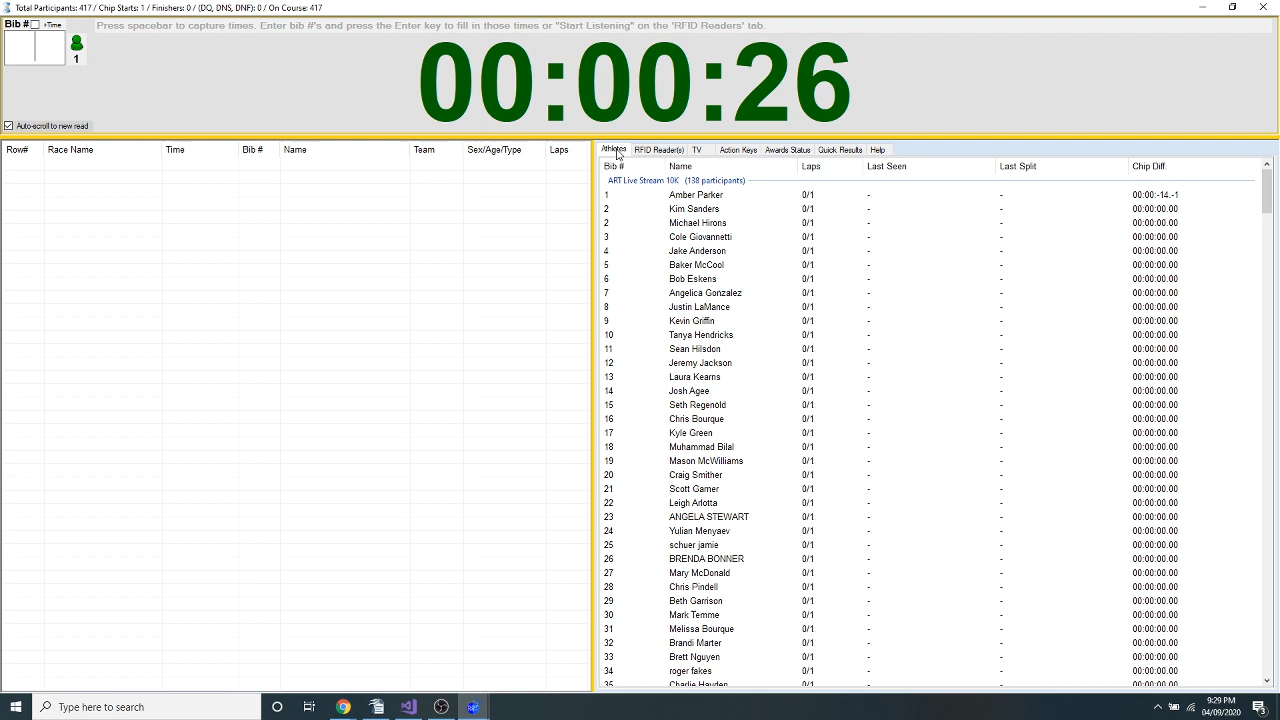 Total Participants: 417 / Chip Starts: 1 / Finishers: 0 / (DQ, DNS, DNF): 0 / On Course: 417
Bib # +Time Press spacebar to capture times. Enter bib #'s and press the Enter key to fill in those times or "Start Listening" on the 'RFID Readers' tab.
1
00:00:26
Auto-scroll to new read
Row# Race Name Time Bib # Name Team Sex/Age/Type Laps
Athletes RFID Reader(s) TV Action Keys Awards Status Quick Results Help
Bib # Name Laps Last Seen Last Split Chip Diff.
ART Live Stream 10K (138 participants)
1 Amber Parker 0/1 - - 00:00:-14.-1
2 Kim Sanders 0/1 - - 00:00:00.00
2 Michael Hirons 0/1 - - 00:00:00.00
3 Cole Giovannetti 0/1 - - 00:00:00.00
4 Jake Anderson 0/1 - - 00:00:00.00
5 Baker McCool 0/1 - - 00:00:00.00
6 Bob Eskens 0/1 - - 00:00:00.00
7 Angelica Gonzalez 0/1 - - 00:00:00.00
8 Justin LaMance 0/1 - - 00:00:00.00
9 Kevin Griffin 0/1 - - 00:00:00.00
10 Tanya Hendricks 0/1 - - 00:00:00.00
11 Sean Hilsdon 0/1 - - 00:00:00.00
12 Jeremy Jackson 0/1 - - 00:00:00.00
13 Laura Kearns 0/1 - - 00:00:00.00
14 Josh Agee 0/1 - - 00:00:00.00
15 Seth Regenold 0/1 - - 00:00:00.00
16 Chris Bourque 0/1 - - 00:00:00.00
17 Kyle Green 0/1 - - 00:00:00.00
18 Muhammad Bilal 0/1 - - 00:00:00.00
19 Mason McWilliams 0/1 - - 00:00:00.00
20 Craig Smither 0/1 - - 00:00:00.00
21 Scott Garner 0/1 - - 00:00:00.00
22 Leigh Arlotta 0/1 - - 00:00:00.00
23 ANGELA STEWART 0/1 - - 00:00:00.00
24 Yulian Menyaev 0/1 - - 00:00:00.00
25 schuer jamie 0/1 - - 00:00:00.00
26 BRENDA BONNER 0/1 - - 00:00:00.00
27 Mary McDonald 0/1 - - 00:00:00.00
28 Chris Pindell 0/1 - - 00:00:00.00
29 Beth Garrison 0/1 - - 00:00:00.00
30 Mark Temme 0/1 - - 00:00:00.00
31 Melissa Bourque 0/1 - - 00:00:00.00
32 Brandi Marter 0/1 - - 00:00:00.00
33 Brett Nguyen 0/1 - - 00:00:00.00
34 roger fakes 0/1 - - 00:00:00.00
35 Charlie Hayden 0/1 - - 00:00:00.00
Type here to search
9:29 PM
04/09/2020